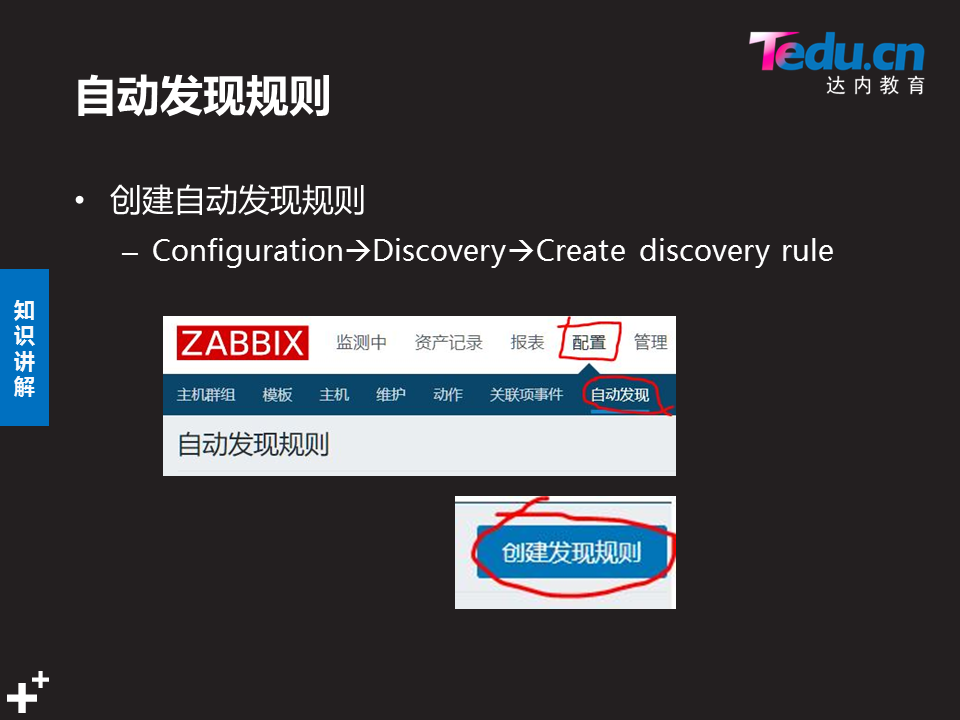 Tedu.cn
达内教育
自动发现规则
• 创建自动发现规则
– Configuration→Discovery→Create discovery rule
知识讲解
ZABBIX 监测中 资产记录 报表 配置 管理
主机群组 模板 主机 维护 动作 关联项事件 自动发现
自动发现规则
创建发现规则